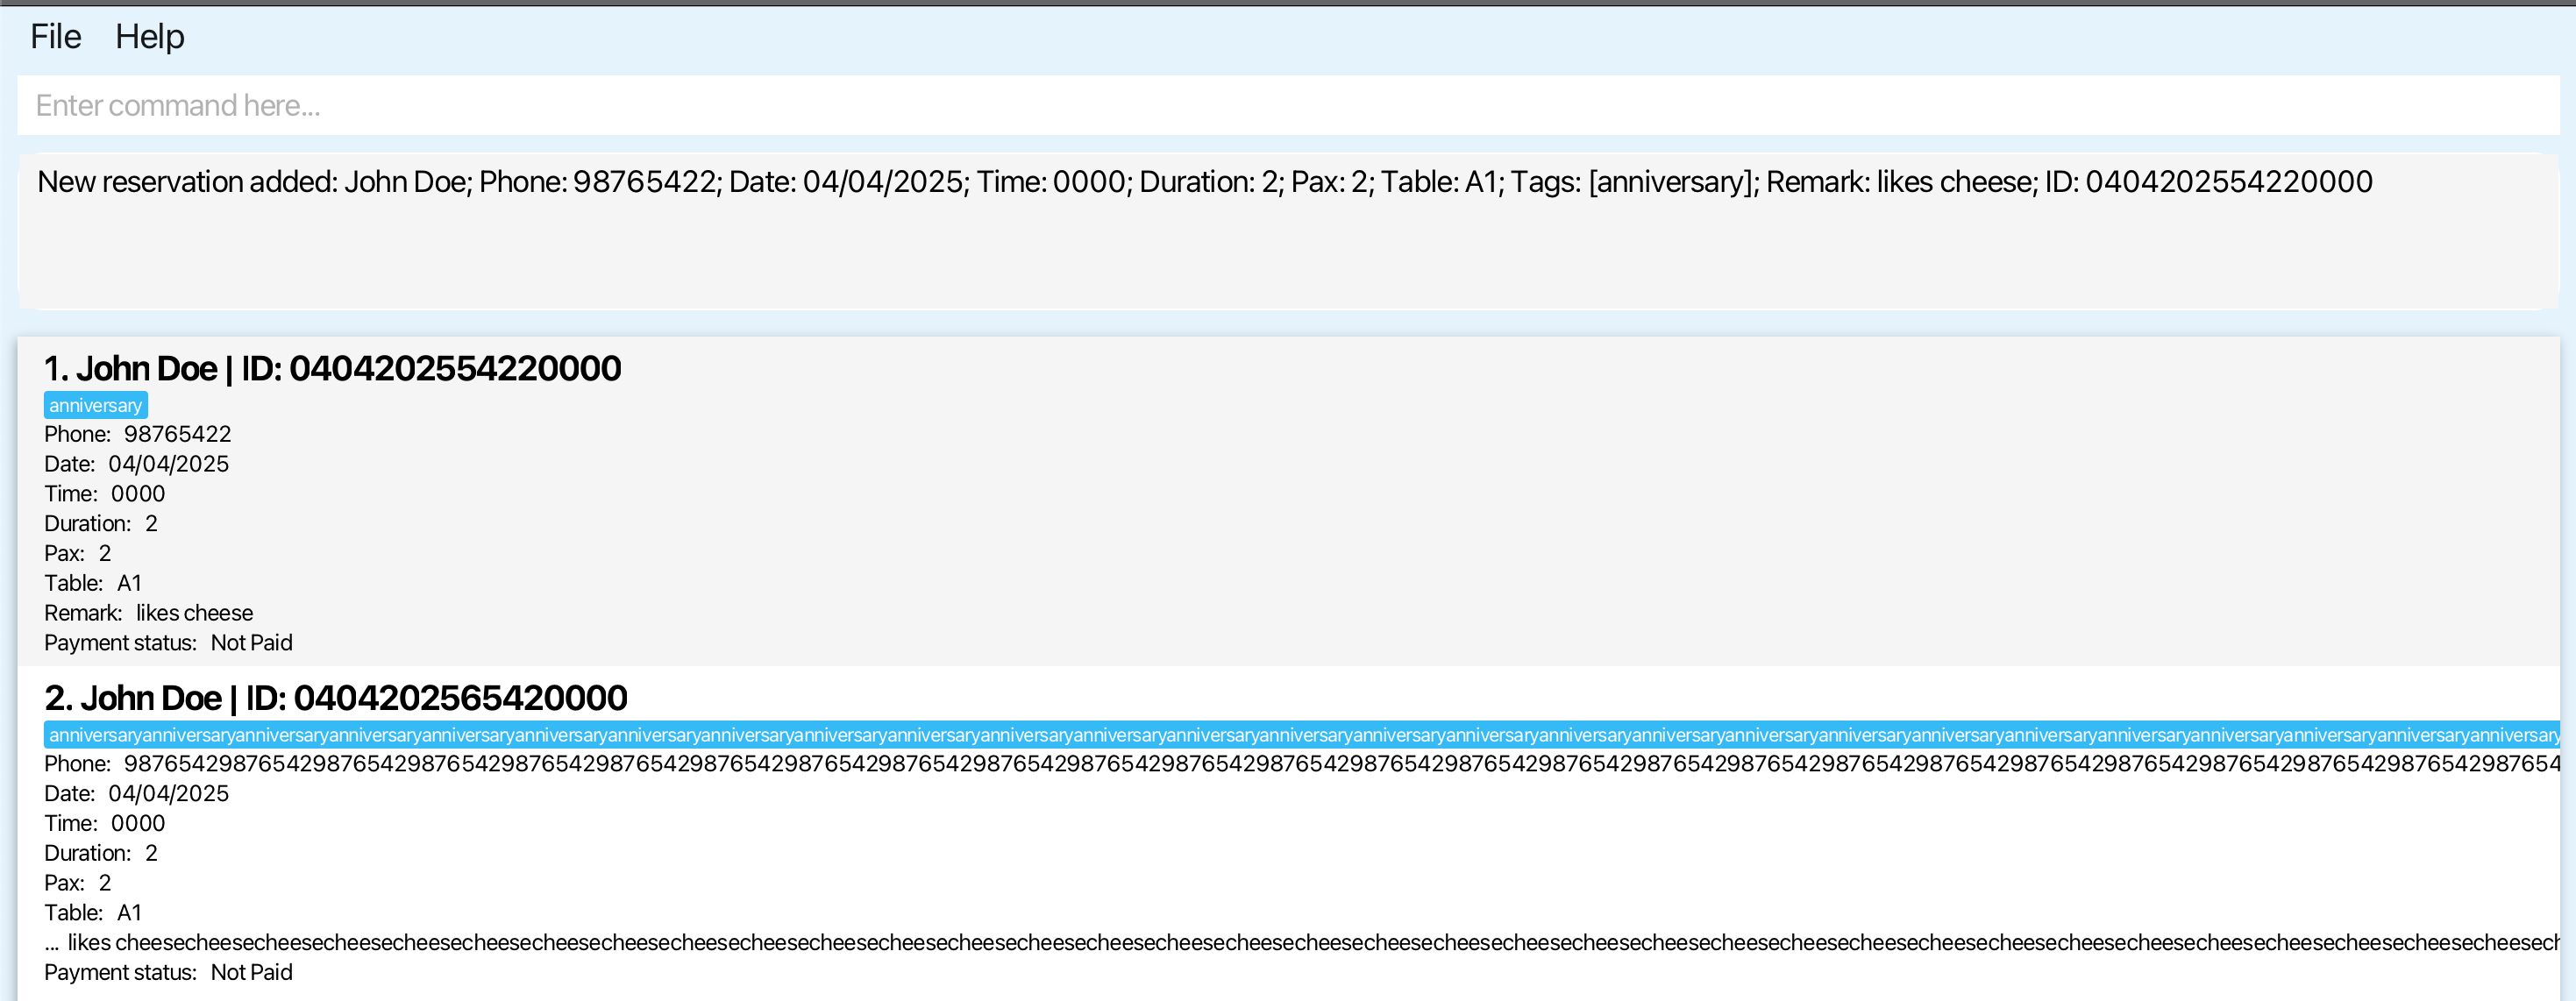 File Help
Enter command here...
New reservation added: John Doe; Phone: 98765422; Date: 04/04/2025; Time: 0000; Duration: 2; Pax: 2; Table: A1; Tags: [anniversary]; Remark: likes cheese; ID: 0404202554220000
1. John Doe | ID: 0404202554220000
anniversary
Phone: 98765422
Date: 04/04/2025
Time: 0000
Duration: 2
Pax: 2
Table: A1
Remark: likes cheese
Payment status: Not Paid
2. John Doe | ID: 0404202565420000
anniversaryanniversaryanniversaryanniversaryanniversaryanniversaryanniversaryanniversaryanniversaryanniversaryanniversaryanniversaryanniversaryanniversaryanniversaryanniversaryanniversaryanniversaryanniversaryanniversaryanniversaryanniversaryanniversaryanniversaryanniversaryanniversaryanniversary
Phone: 9876542987654298765429876542987654298765429876542987654298765429876542987654298765429876542987654298765429876542987654298765429876542987654298765429876542987654298765429876542987654
Date: 04/04/2025
Time: 0000
Duration: 2
Pax: 2
Table: A1
... likes cheesecheesecheesecheesecheesecheesecheesecheesecheesecheesecheesecheesecheesecheesecheesecheesecheesecheesecheesecheesecheesecheesecheesecheesecheesecheesecheesecheesecheesecheesecheesecheesecheesecheesech
Payment status: Not Paid